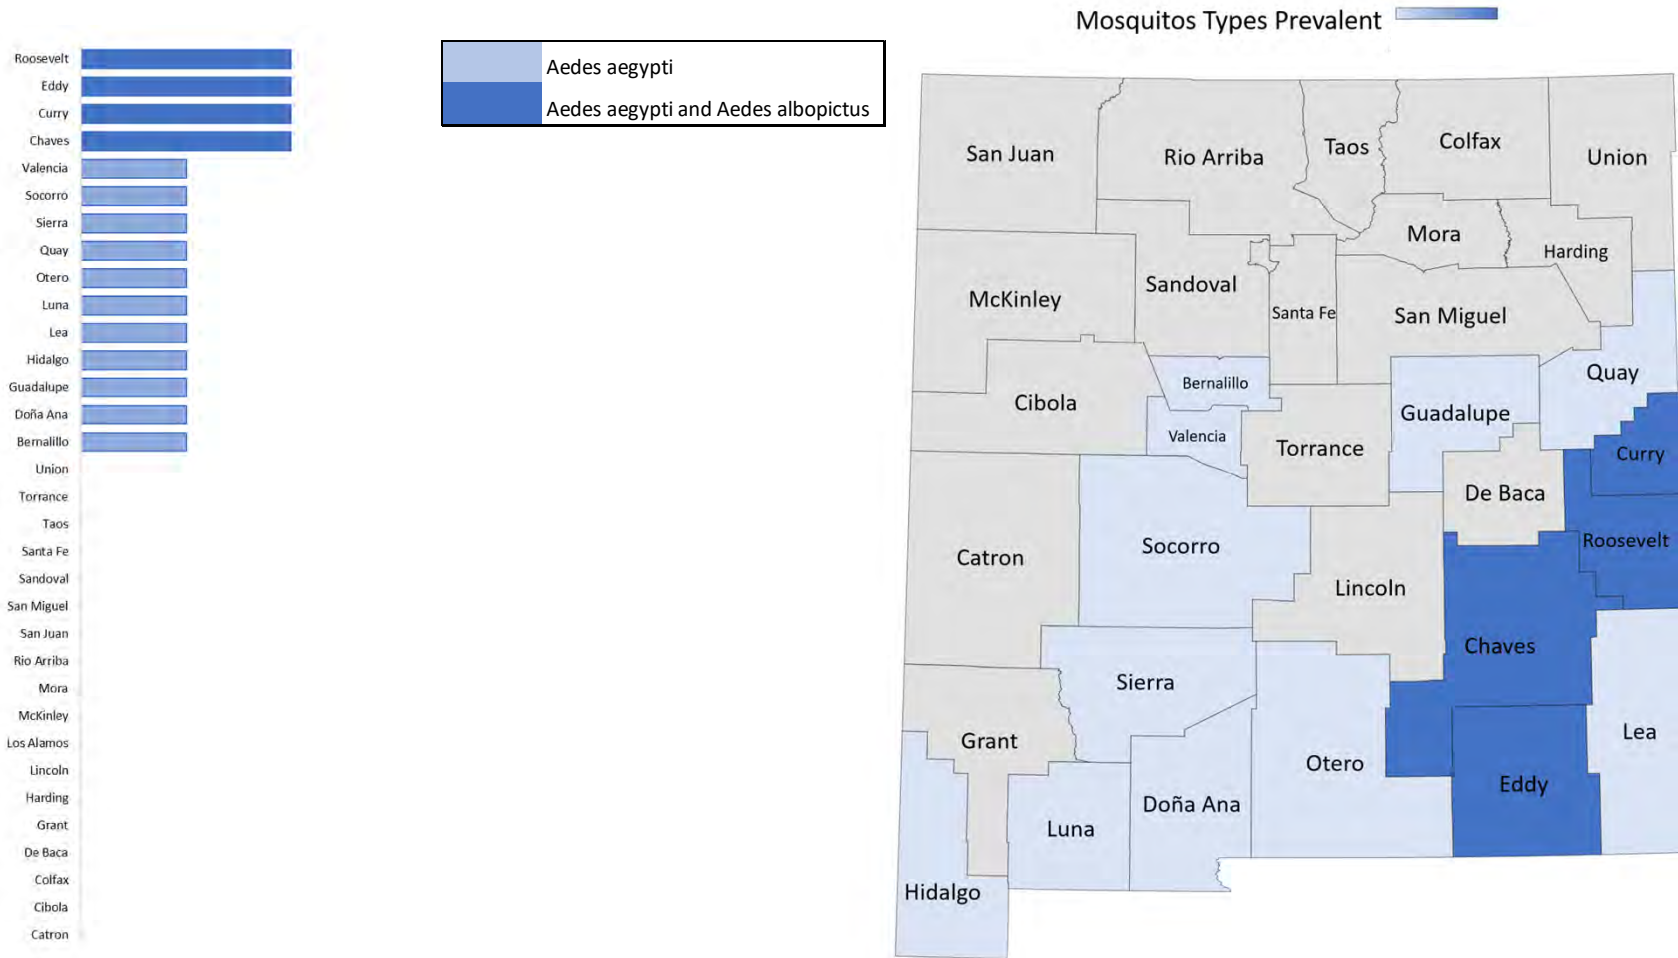 Mosquitos Types Prevalent
Aedes aegypti
Aedes aegypti and Aedes albopictus
Roosevelt
Eddy
Curry
Chaves
Valencia
Socorro
Sierra
Quay
Otero
Luna
Lea
Hidalgo
Guadalupe
Doña Ana
Bernalillo
Union
Torrance
Taos
Santa Fe
Sandoval
San Miguel
San Juan
Rio Arriba
Mora
McKinley
Los Alamos
Lincoln
Harding
Grant
De Baca
Colfax
Cibola
Catron
San Juan
Rio Arriba
Taos
Colfax
Union
Mora
Harding
McKinley
Sandoval
Santa Fe
San Miguel
Quay
Bernalillo
Cibola
Guadalupe
Valencia
Torrance
Curry
De Baca
Roosevelt
Socorro
Catron
Lincoln
Chaves
Sierra
Lea
Grant
Otero
Eddy
Doña Ana
Luna
Hidalgo